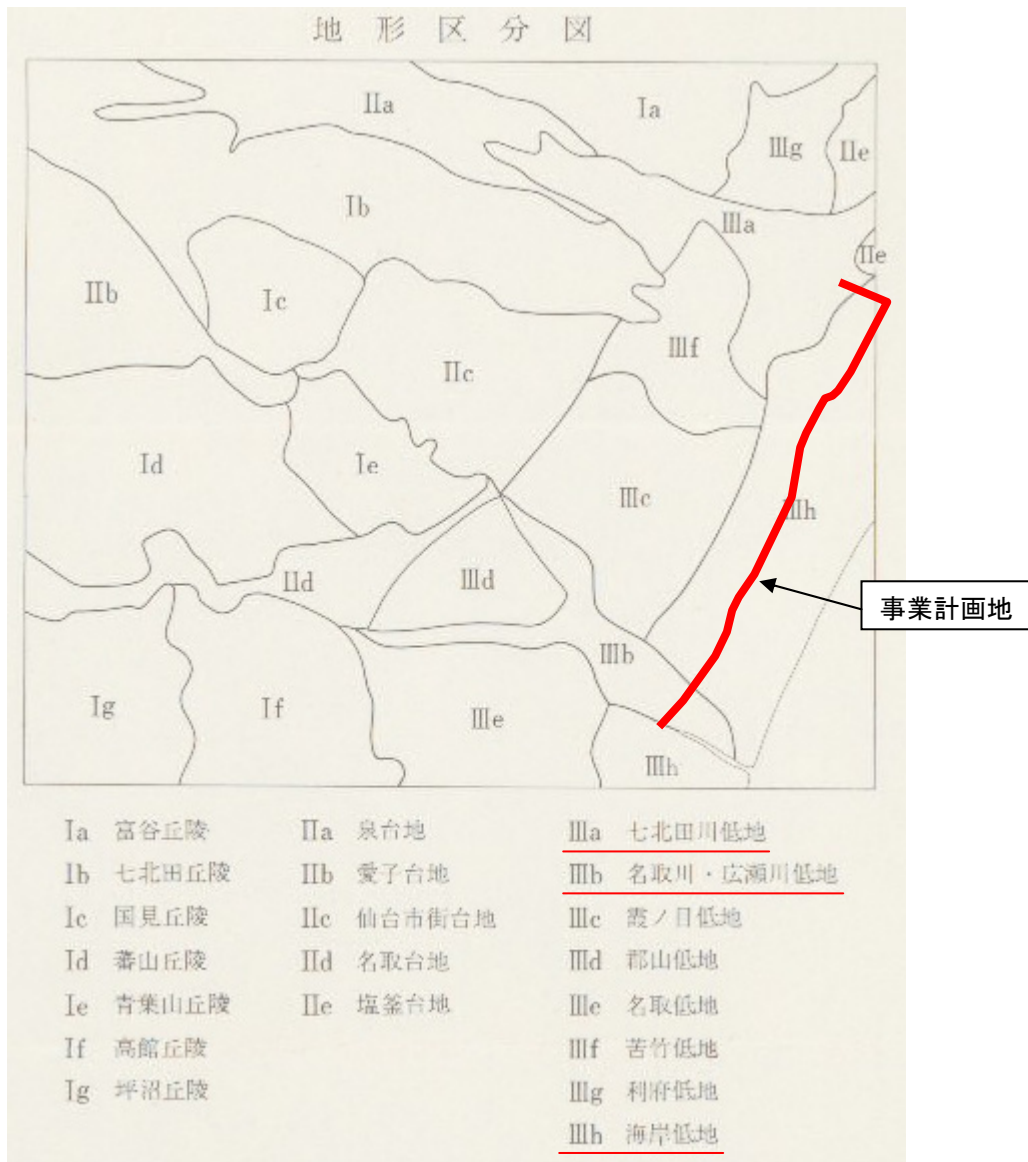 地形区分図
IIa
Ia
IIIg
IIe
Ib
IIIa
IIe
IIb
Ic
IIIf
IIc
Id
Ie
IIIc
IIIh
IId
IIId
事業計画地
IIIb
Ig
If
IIIe
IIIh
Ia 富谷丘陵
Ib 七北田丘陵
Ic 国見丘陵
Id 蕃山丘陵
Ie 青葉山丘陵
If 高館丘陵
Ig 坪沼丘陵
IIa 泉台地
IIb 愛子台地
IIc 仙台市街台地
IId 名取台地
IIe 塩釜台地
IIIa 七北田川低地
IIIb 名取川・広瀬川低地
IIIc 霞ノ目低地
IIId 郡山低地
IIIe 名取低地
IIIf 苦竹低地
IIIg 利府低地
IIIh 海岸低地